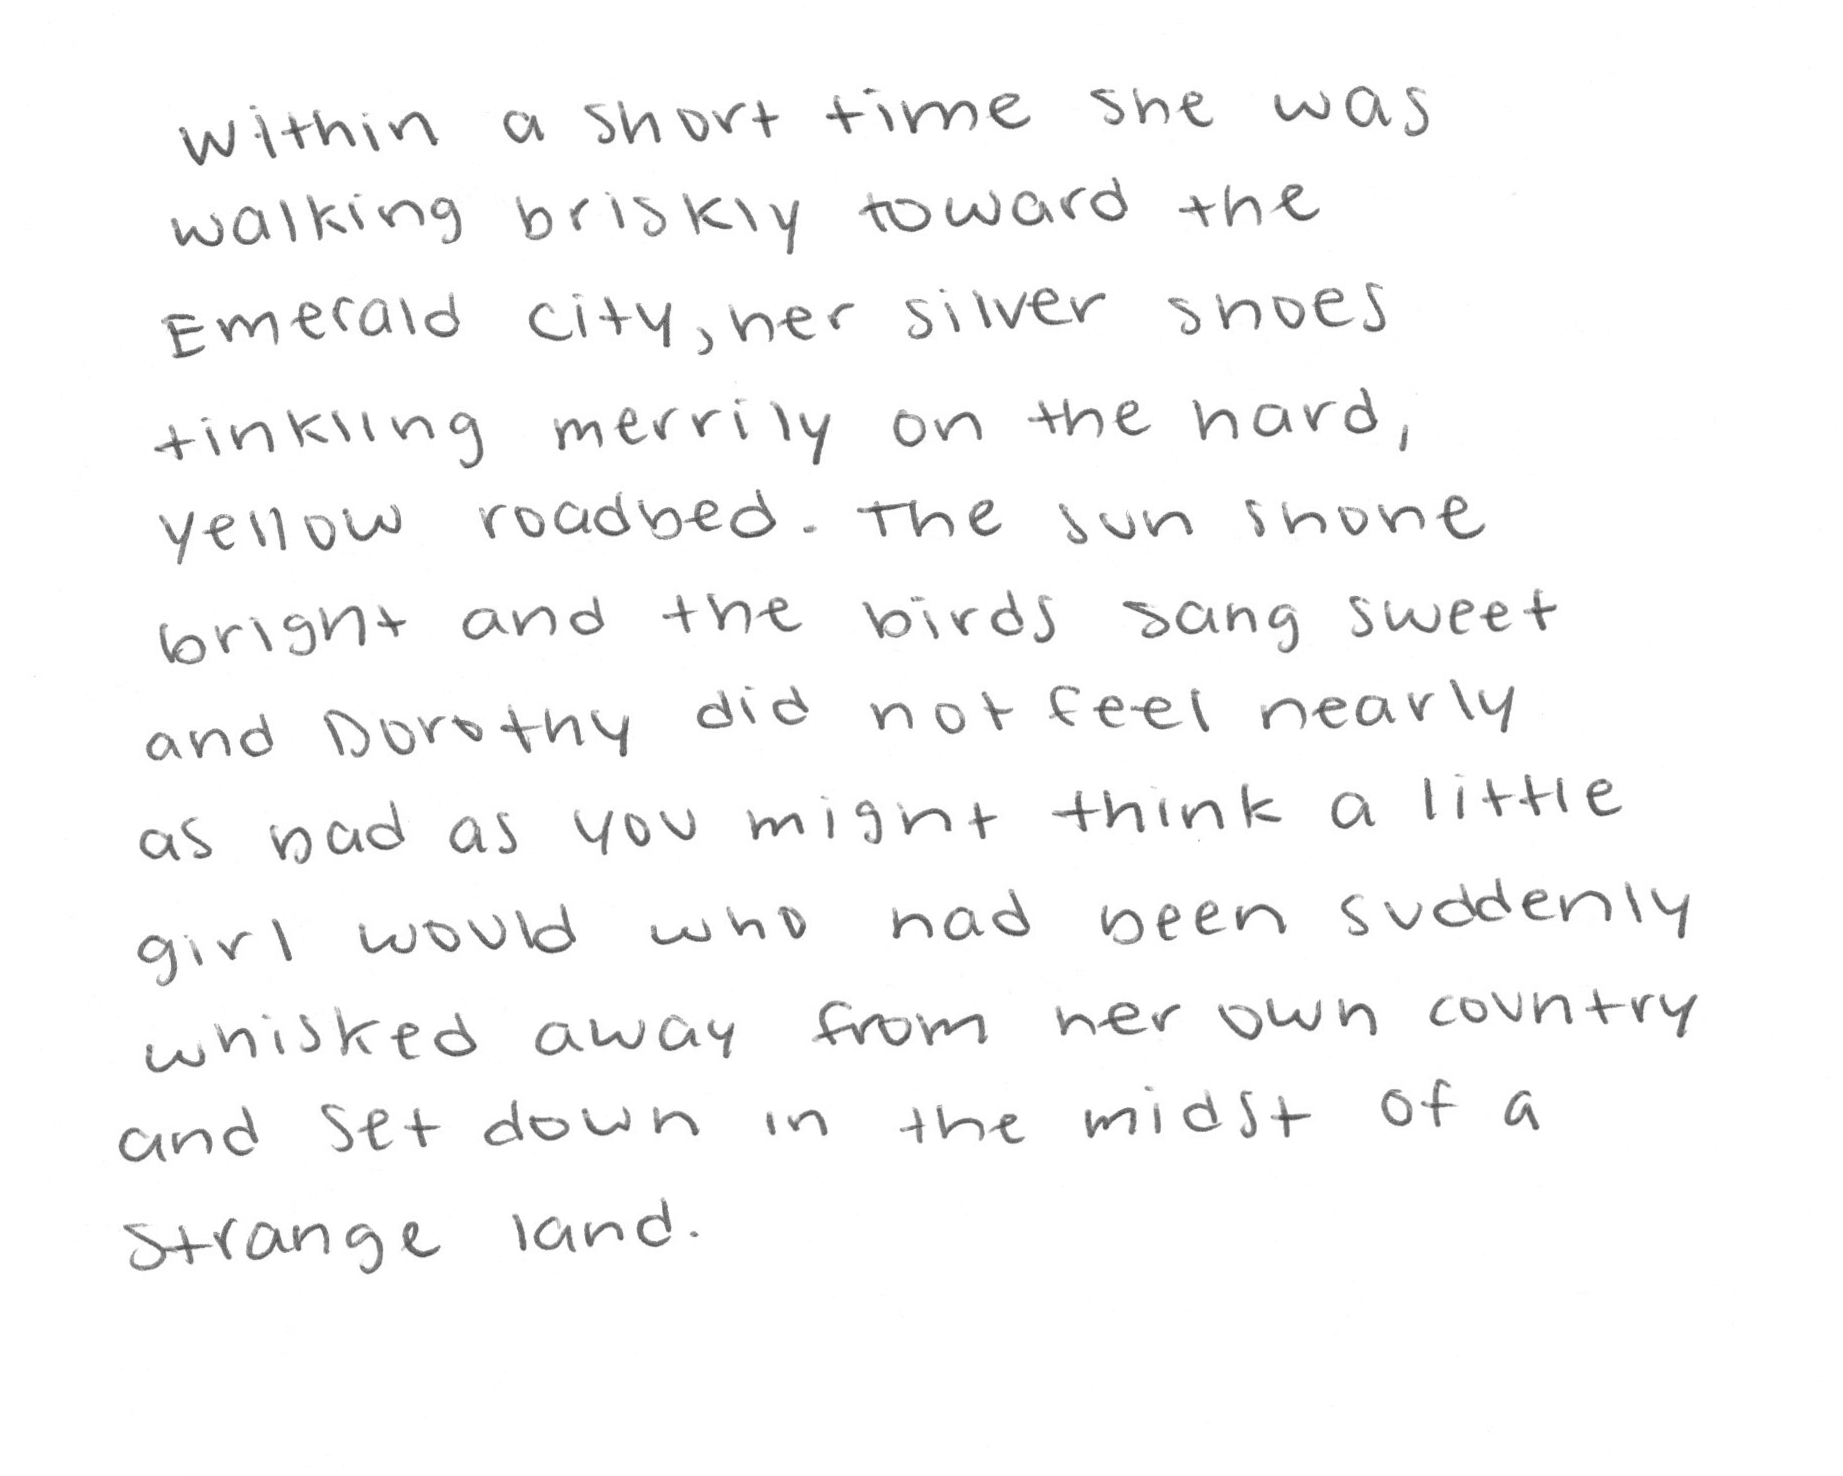 Within a short time she was
walking briskly toward the
Emerald City, her silver shoes
tinkling merrily on the hard,
yellow roadbed. The sun shone
bright and the birds sang sweet
and Dorothy did not feel nearly
as bad as you might think a little
girl would who had been suddenly
whisked away from her own country
and set down in the midst of a
strange land.